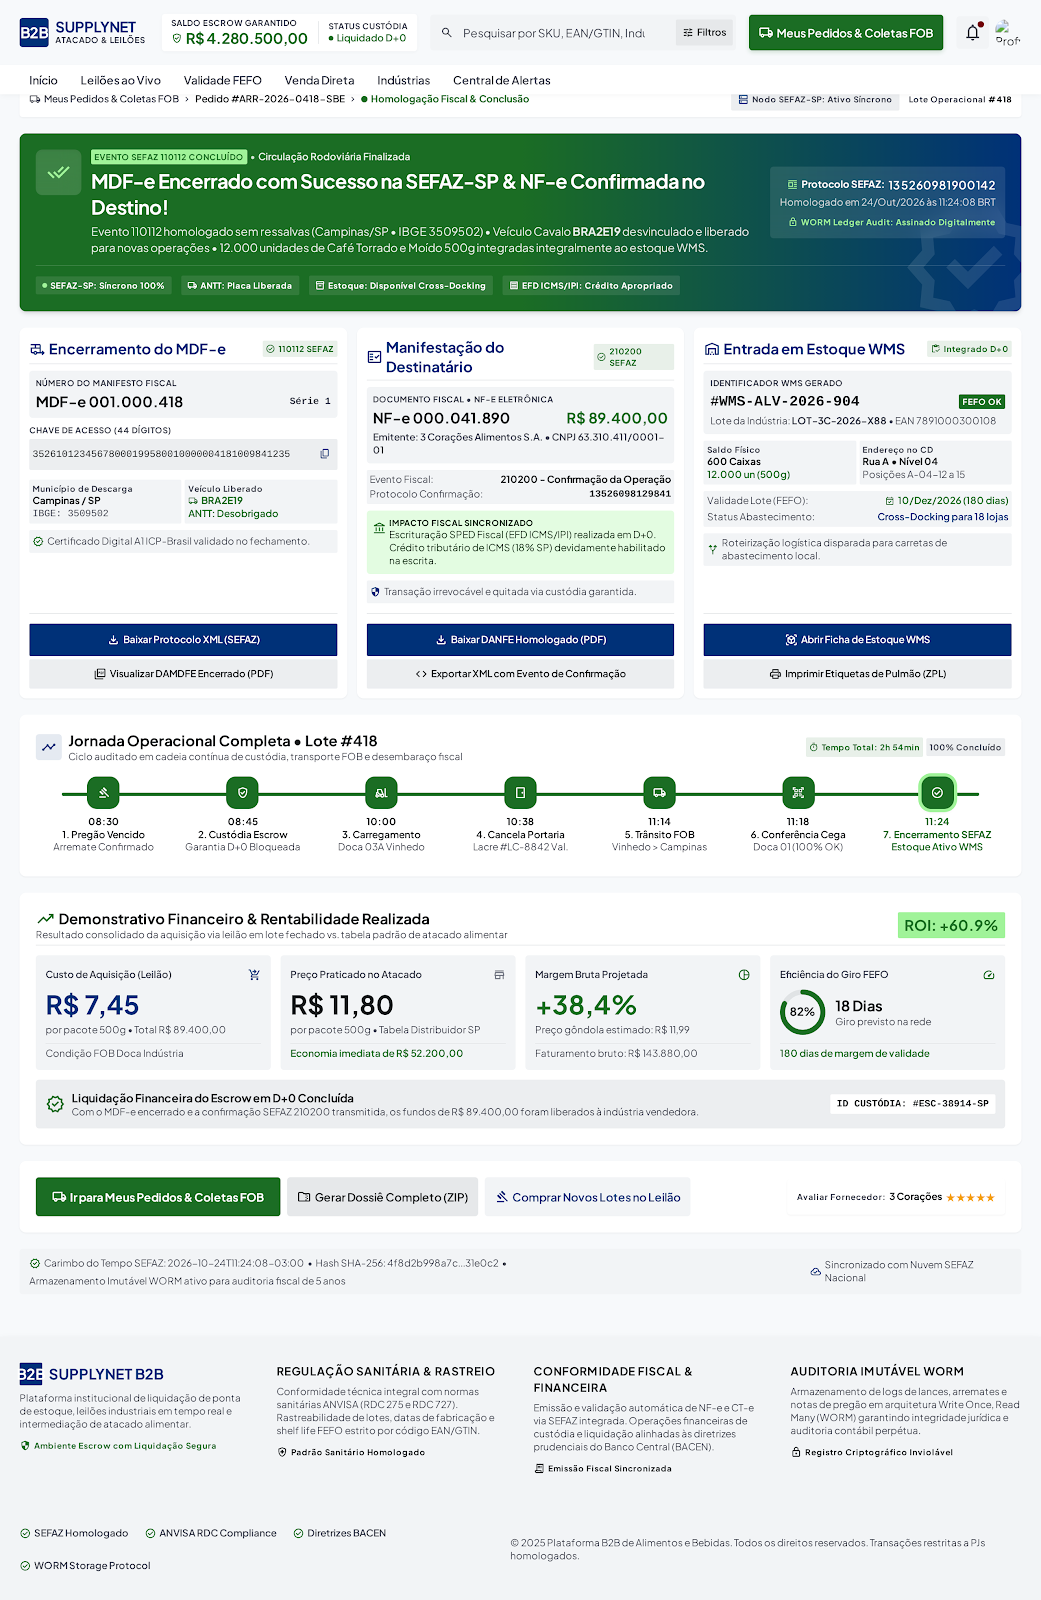 B2B SUPPLYNET
ATACADO & LEILÕES
SALDO ESCROW GARANTIDO
R$ 4.280.500,00
STATUS CUSTÓDIA
Liquidado D+0
Pesquisar por SKU, EAN/GTIN, Indu
Filtros
Meus Pedidos & Coletas FOB
Início
Leilões ao Vivo
Validade FEFO
Venda Direta
Indústrias
Central de Alertas
Meus Pedidos & Coletas FOB › Pedido #ARR-2026-0418-SBE › ● Homologação Fiscal & Conclusão
Nodo SEFAZ-SP: Ativo Síncrono
Lote Operacional #418
EVENTO SEFAZ 110112 CONCLUÍDO • Circulação Rodoviária Finalizada
MDF-e Encerrado com Sucesso na SEFAZ-SP & NF-e Confirmada no
Destino!
Evento 110112 homologado sem ressalvas (Campinas/SP • IBGE 3509502) • Veículo Cavalo BRA2E19 desvinculado e liberado
para novas operações • 12.000 unidades de Café Torrado e Moído 500g integradas integralmente ao estoque WMS.
Protocolo SEFAZ: 135260981900142
Homologado em 24/Out/2026 às 11:24:08 BRT
WORM Ledger Audit: Assinado Digitalmente
SEFAZ-SP: Síncrono 100%
ANTT: Placa Liberada
Estoque: Disponível Cross-Docking
EFD ICMS/IPI: Crédito Apropriado
Encerramento do MDF-e
110112 SEFAZ
NÚMERO DO MANIFESTO FISCAL
MDF-e 001.000.418
Série 1
CHAVE DE ACESSO (44 DÍGITOS)
35261012345678000199580010000004181009841235
Município de Descarga
Campinas / SP
IBGE: 3509502
Veículo Liberado
BRA2E19
ANTT: Desobrigado
Certificado Digital A1 ICP-Brasil validado no fechamento.
Baixar Protocolo XML (SEFAZ)
Visualizar DAMDFE Encerrado (PDF)
Manifestação do
Destinatário
210200
SEFAZ
DOCUMENTO FISCAL • NF-E ELETRÔNICA
NF-e 000.041.890
R$ 89.400,00
Emitente: 3 Corações Alimentos S.A. • CNPJ 63.310.411/0001-
01
Evento Fiscal:
210200 - Confirmação da Operação
Protocolo Confirmação:
13526098129841
IMPACTO FISCAL SINCRONIZADO
Escrituração SPED Fiscal (EFD ICMS/IPI) realizada em D+0.
Crédito tributário de ICMS (18% SP) devidamente habilitado
na escrita.
Transação irrevocável e quitada via custódia garantida.
Baixar DANFE Homologado (PDF)
Exportar XML com Evento de Confirmação
Entrada em Estoque WMS
Integrado D+0
IDENTIFICADOR WMS GERADO
#WMS-ALV-2026-904
FEFO OK
Lote da Indústria: LOT-3C-2026-X88 • EAN 7891000300108
Saldo Físico
600 Caixas
12.000 un (500g)
Endereço no CD
Rua A • Nível 04
Posições A-04-12 a 15
Validade Lote (FEFO):
10/Dez/2026 (180 dias)
Status Abastecimento:
Cross-Docking para 18 lojas
Roteirização logística disparada para carretas de
abastecimento local.
Abrir Ficha de Estoque WMS
Imprimir Etiquetas de Pulmão (ZPL)
Jornada Operacional Completa • Lote #418
Ciclo auditado em cadeia contínua de custódia, transporte FOB e desembaraço fiscal
Tempo Total: 2h 54min
100% Concluído
08:30
1. Pregão Vencido
Arremate Confirmado
08:45
2. Custódia Escrow
Garantia D+0 Bloqueada
10:00
3. Carregamento
Doca 03A Vinhedo
10:38
4. Cancela Portaria
Lacre #LC-8842 Val.
11:14
5. Trânsito FOB
Vinhedo > Campinas
11:18
6. Conferência Cega
Doca 01 (100% OK)
11:24
7. Encerramento SEFAZ
Estoque Ativo WMS
Demonstrativo Financeiro & Rentabilidade Realizada
Resultado consolidado da aquisição via leilão em lote fechado vs. tabela padrão de atacado alimentar
ROI: +60.9%
Custo de Aquisição (Leilão)
R$ 7,45
por pacote 500g • Total R$ 89.400,00
Condição FOB Doca Indústria
Preço Praticado no Atacado
R$ 11,80
por pacote 500g • Tabela Distribuidor SP
Economia imediata de R$ 52.200,00
Margem Bruta Projetada
+38,4%
Preço gôndola estimado: R$ 11,99
Faturamento bruto: R$ 143.880,00
Eficiência do Giro FEFO
82%
18 Dias
Giro previsto na rede
180 dias de margem de validade
Liquidação Financeira do Escrow em D+0 Concluída
Com o MDF-e encerrado e a confirmação SEFAZ 210200 transmitida, os fundos de R$ 89.400,00 foram liberados à indústria vendedora.
ID CUSTÓDIA: #ESC-38914-SP
Ir para Meus Pedidos & Coletas FOB
Gerar Dossiê Completo (ZIP)
Comprar Novos Lotes no Leilão
Avaliar Fornecedor: 3 Corações ★★★★★
Carimbo do Tempo SEFAZ: 2026-10-24T11:24:08-03:00 • Hash SHA-256: 4f8d2b998a7c...31e0c2 •
Armazenamento Imutável WORM ativo para auditoria fiscal de 5 anos
Sincronizado com Nuvem SEFAZ
Nacional
B2B SUPPLYNET B2B
Plataforma institucional de liquidação de ponta
de estoque, leilões industriais em tempo real e
intermediação de atacado alimentar.
Ambiente Escrow com Liquidação Segura
REGULAÇÃO SANITÁRIA & RASTREIO
Conformidade técnica integral com normas
sanitárias ANVISA (RDC 275 e RDC 727).
Rastreabilidade de lotes, datas de fabricação e
shelf life FEFO estrito por código EAN/GTIN.
Padrão Sanitário Homologado
CONFORMIDADE FISCAL &
FINANCEIRA
Emissão e validação automática de NF-e e CT-e
via SEFAZ integrada. Operações financeiras de
custódia e liquidação alinhadas às diretrizes
prudenciais do Banco Central (BACEN).
Emissão Fiscal Sincronizada
AUDITORIA IMUTÁVEL WORM
Armazenamento de logs de lances, arremates e
notas de pregão em arquitetura Write Once, Read
Many (WORM) garantindo integridade jurídica e
auditoria contábil perpétua.
Registro Criptográfico Inviolável
SEFAZ Homologado
ANVISA RDC Compliance
Diretrizes BACEN
WORM Storage Protocol
© 2025 Plataforma B2B de Alimentos e Bebidas. Todos os direitos reservados. Transações restritas a PJs
homologados.